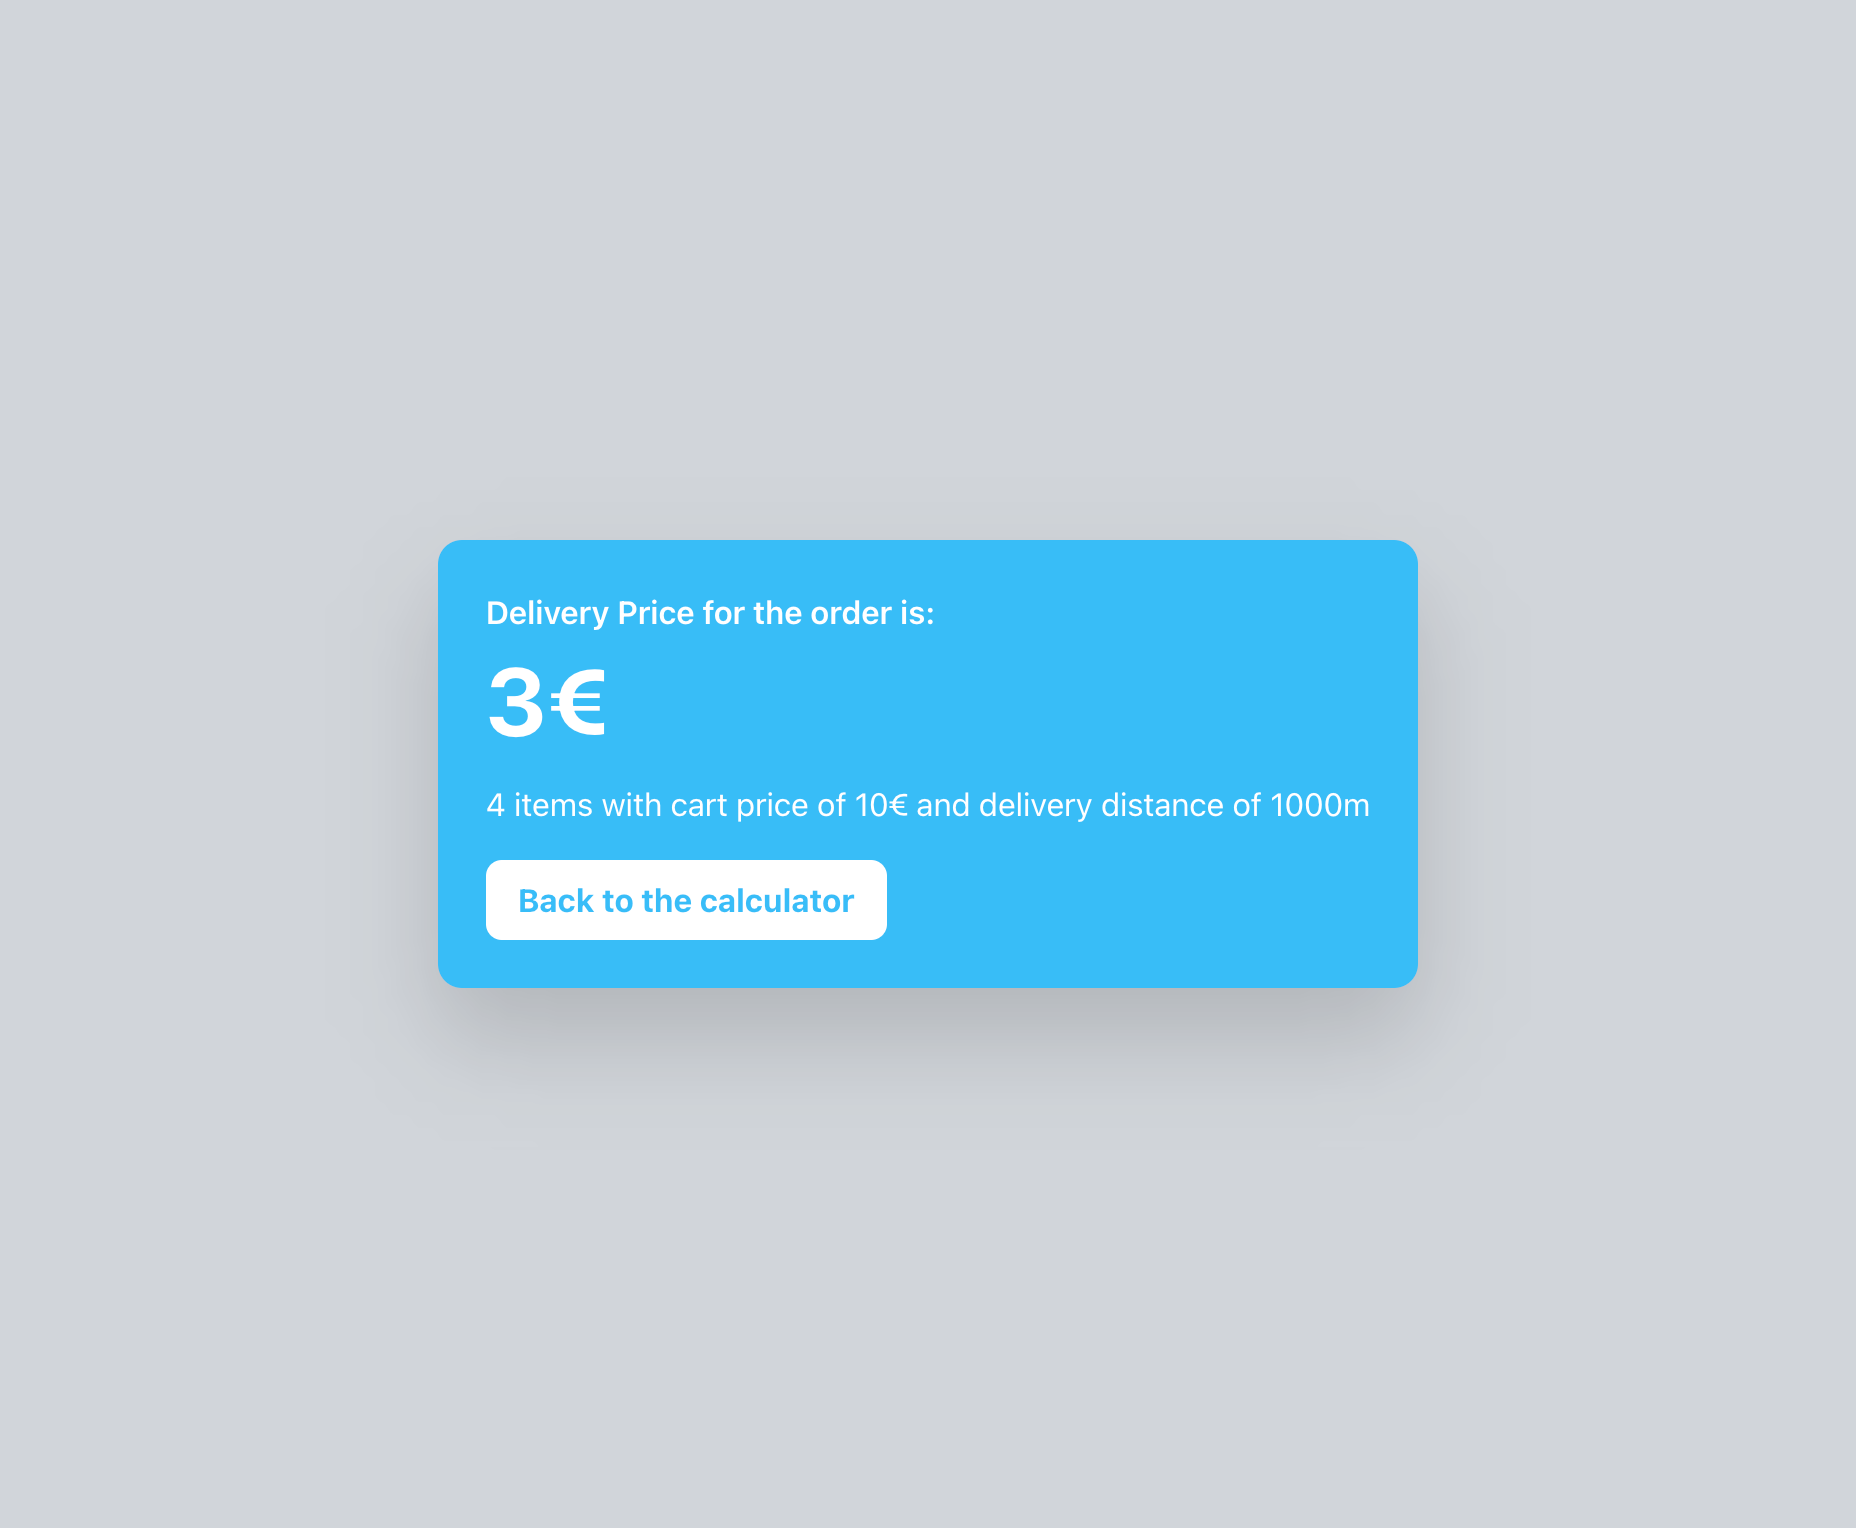 Delivery Price for the order is:
3€
4 items with cart price of 10€ and delivery distance of 1000m
Back to the calculator